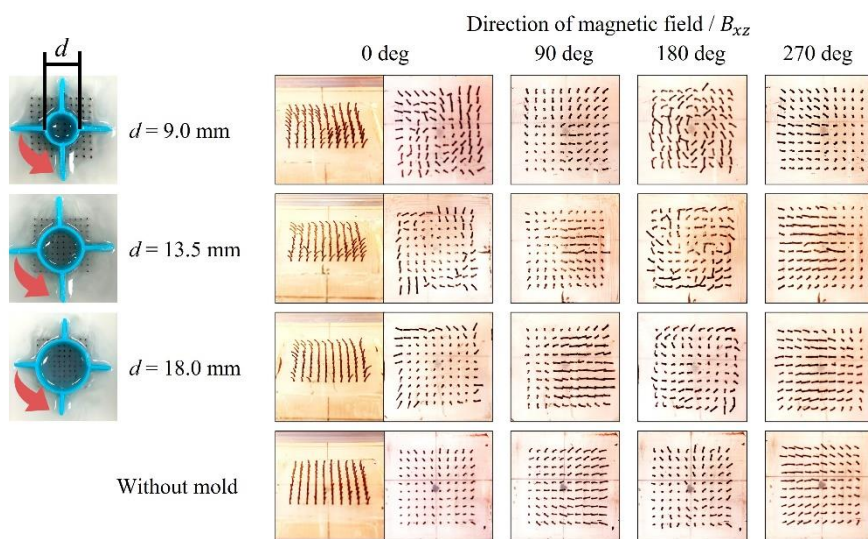 Direction of magnetic field / Bxz
0 deg
90 deg
180 deg
270 deg
d
d = 9.0 mm
d = 13.5 mm
d = 18.0 mm
Without mold